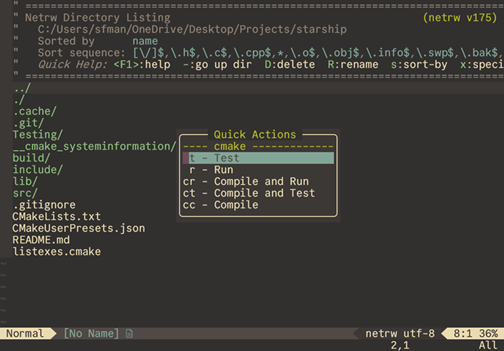 " ============================================================
" Netrw Directory Listing (netrw v175)
" C:/Users/sfman/OneDrive/Desktop/Projects/starship
" Sorted by name
" Sort sequence: [\/]$,\.h$,\.c$,\.cpp$,*,\.o$,\.obj$,\.info$,\.swp$,\.bak$,
" Quick Help: <F1>:help -:go up dir D:delete R:rename s:sort-by x:speci
" ============================================================
../
./
.cache/
.git/
Testing/
__cmake_systeminformation/
build/
include/
lib/
src/
.gitignore
CMakeLists.txt
CMakeUserPresets.json
README.md
listexes.cmake
Quick Actions
---- cmake -------------
t - Test
r - Run
cr - Compile and Run
ct - Compile and Test
cc - Compile
~
~
~
~
~
Normal [No Name] netrw utf-8 8:1 36%
2,1 All